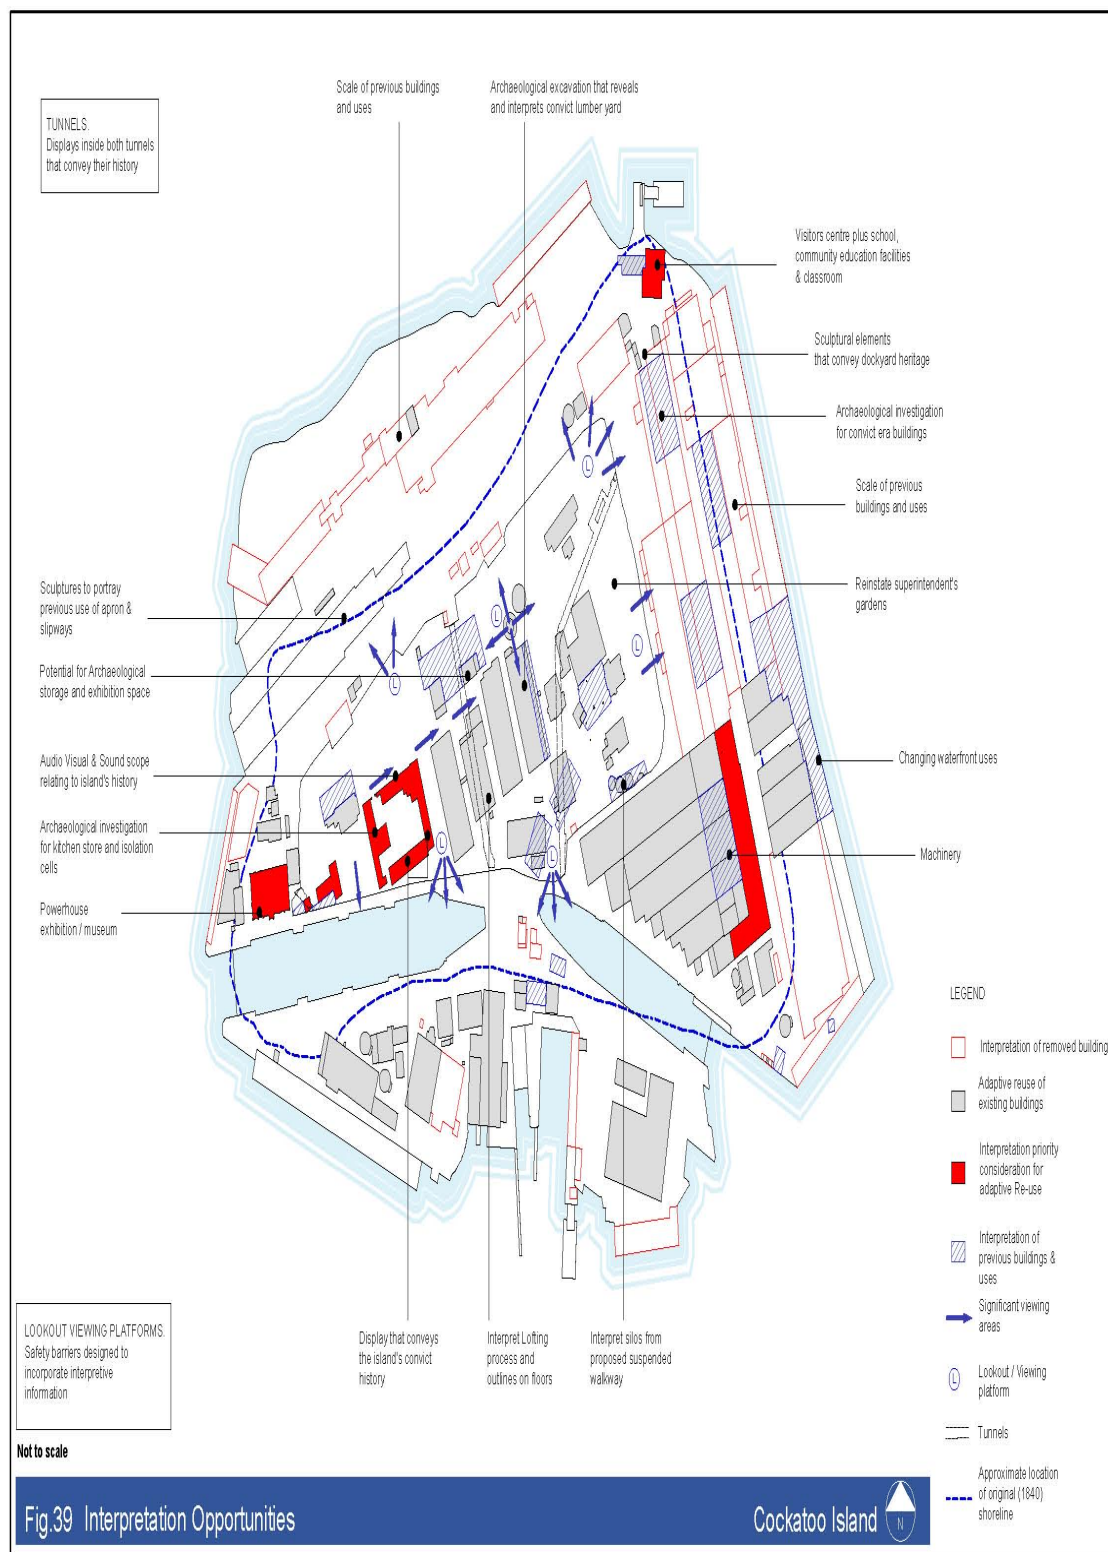 TUNNELS.
Displays inside both tunnels
that convey their history
Scale of previous buildings
and uses
Archaeological excavation that reveals
and interprets convict lumber yard
Visitors centre plus school,
community education facilities
& classroom
Sculptural elements
that convey dockyard heritage
Archaeological investigation
for convict era buildings
Scale of previous
buildings and uses
Reinstate superintendent's
gardens
Changing waterfront uses
Machinery
Sculptures to portray
previous use of apron &
slipways
Potential for Archaeological
storage and exhibition space
Audio Visual & Sound scope
relating to island's history
Archaeological investigation
for kitchen store and isolation
cells
Powerhouse
exhibition / museum
L
L
L
L
L
L
Display that conveys
the island's convict
history
Interpret Lofting
process and
outlines on floors
Interpret silos from
proposed suspended
walkway
LEGEND
Interpretation of removed building
Adaptive reuse of
existing buildings
Interpretation priority
consideration for
adaptive Re-use
Interpretation of
previous buildings &
uses
Significant viewing
areas
L
Lookout / Viewing
platform
Tunnels
Approximate location
of original (1840)
shoreline
LOOKOUT VIEWING PLATFORMS.
Safety barriers designed to
incorporate interpretive
information
Not to scale
Fig.39 Interpretation Opportunities
Cockatoo Island
N